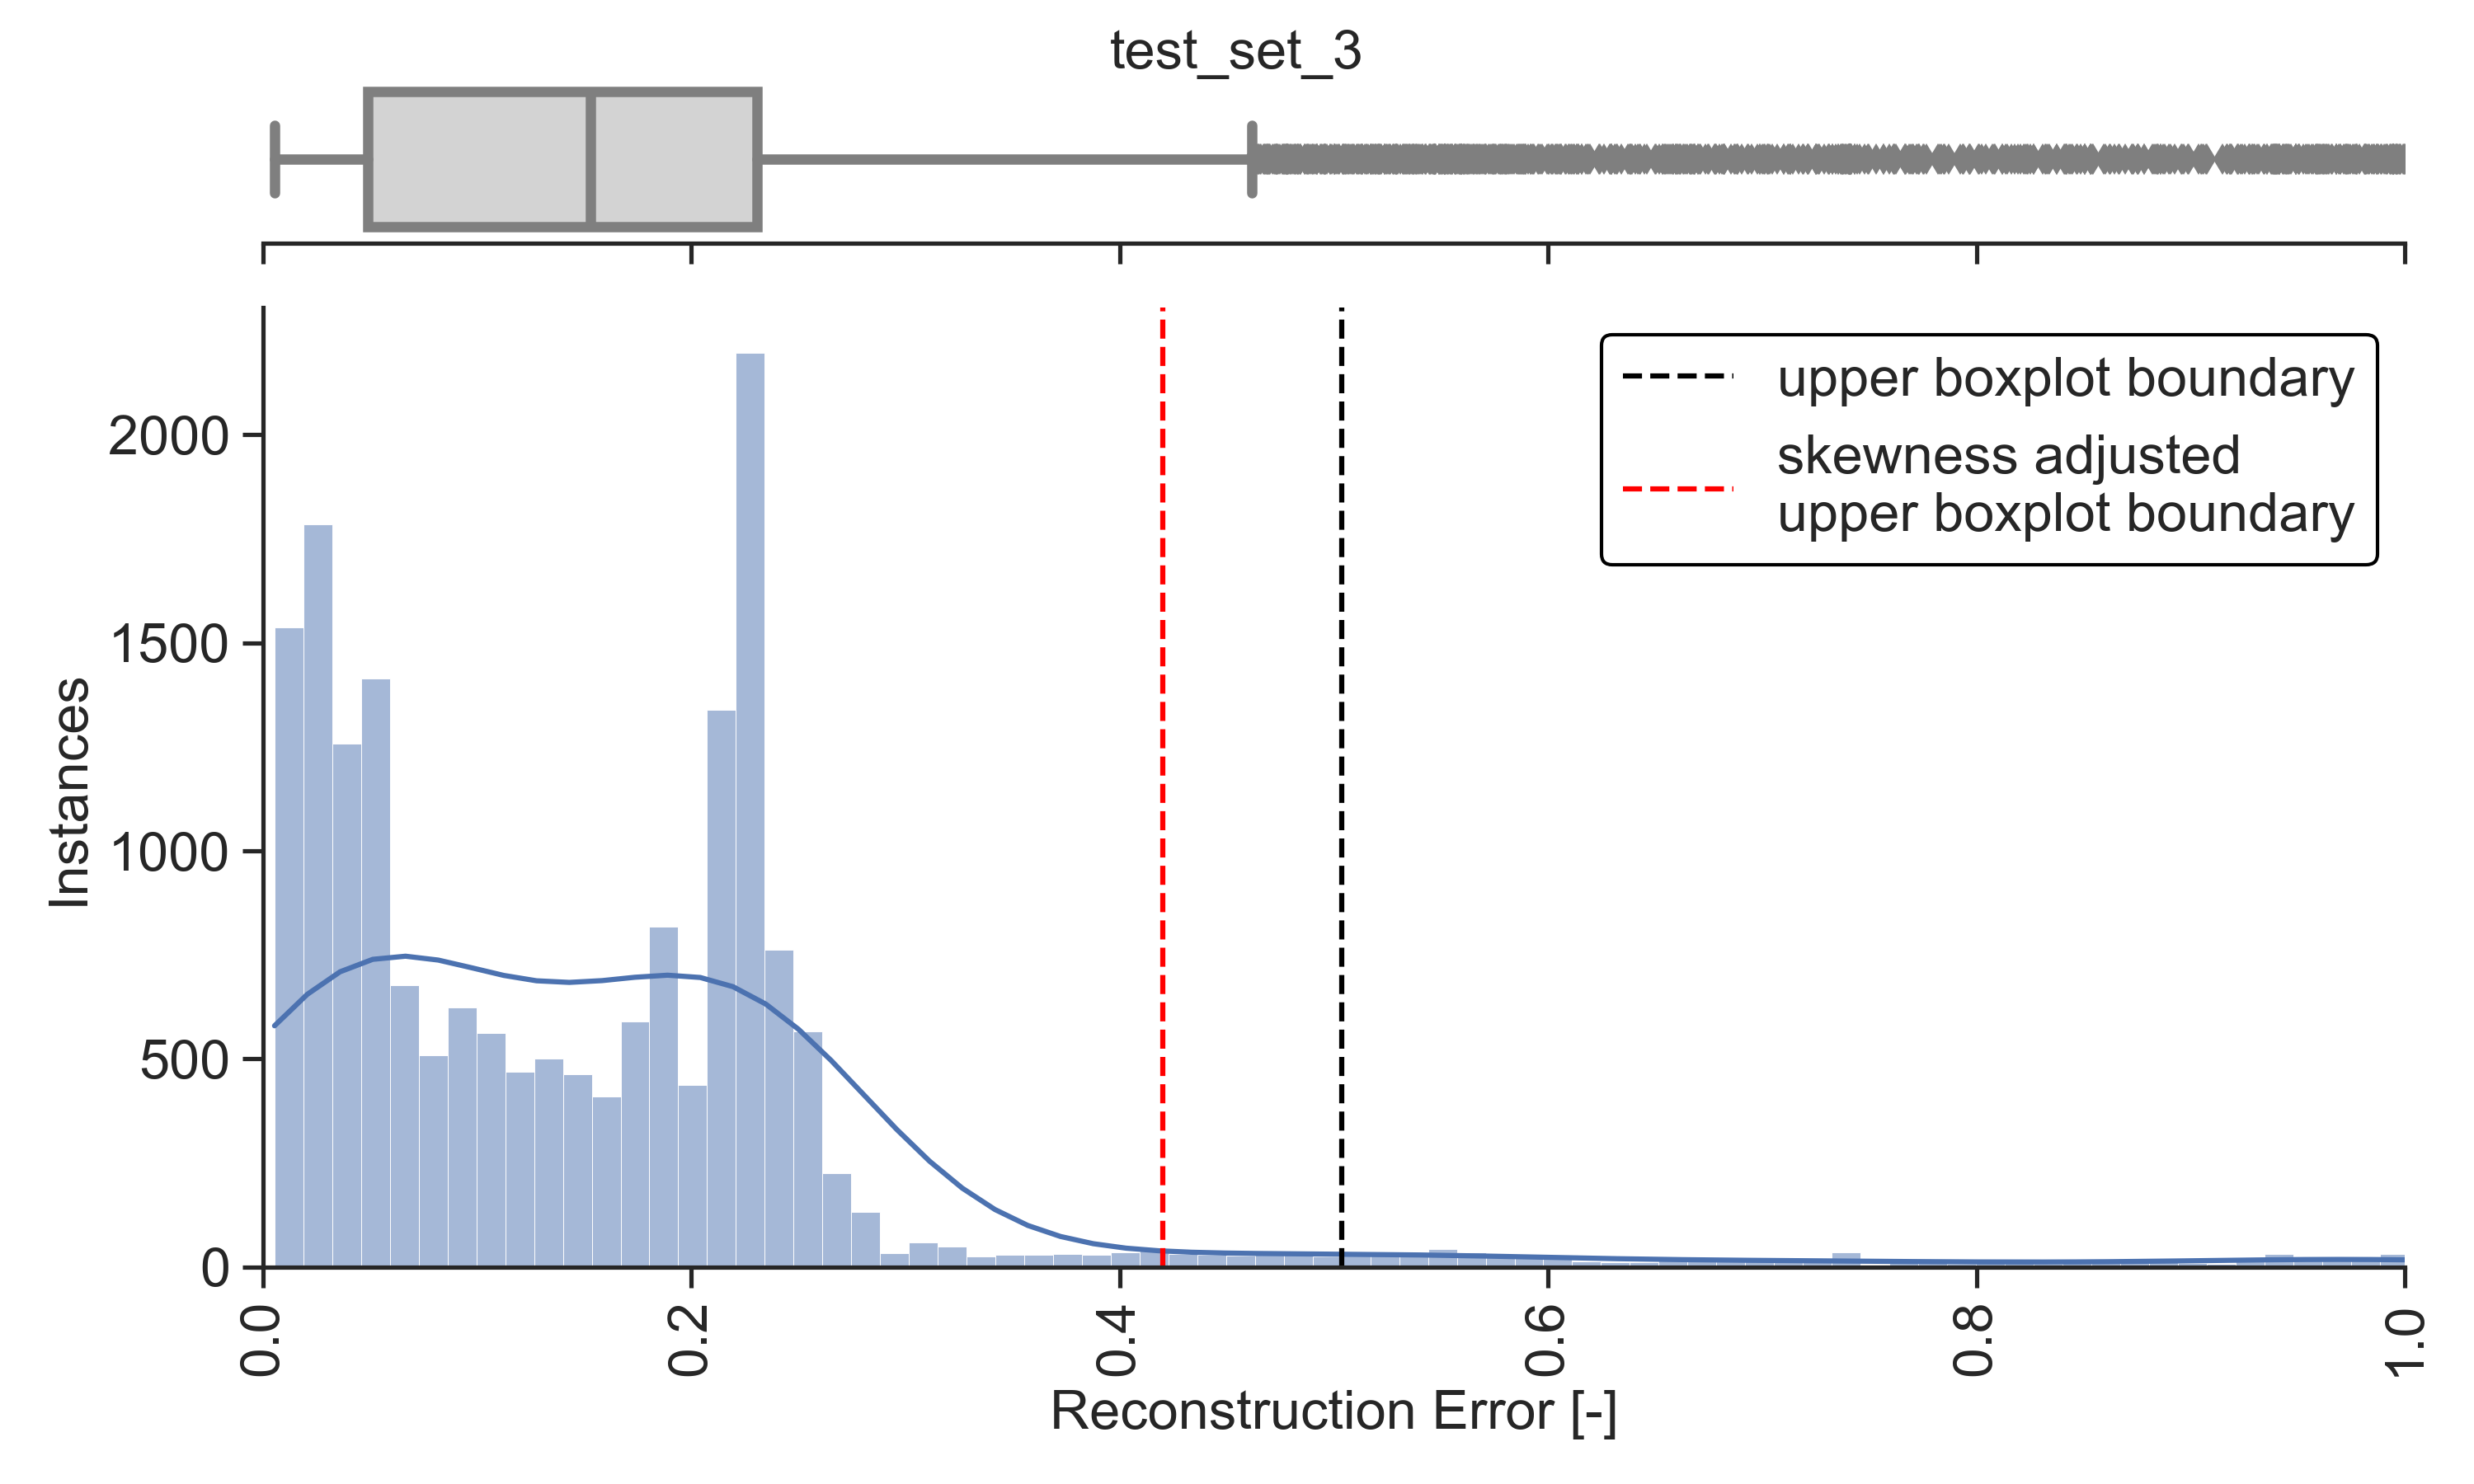 test_set_3
upper boxplot boundary
skewness adjusted
upper boxplot boundary
2000
1500
1000
500
0
Instances
0.0
0.2
0.4
0.6
0.8
1.0
Reconstruction Error [-]